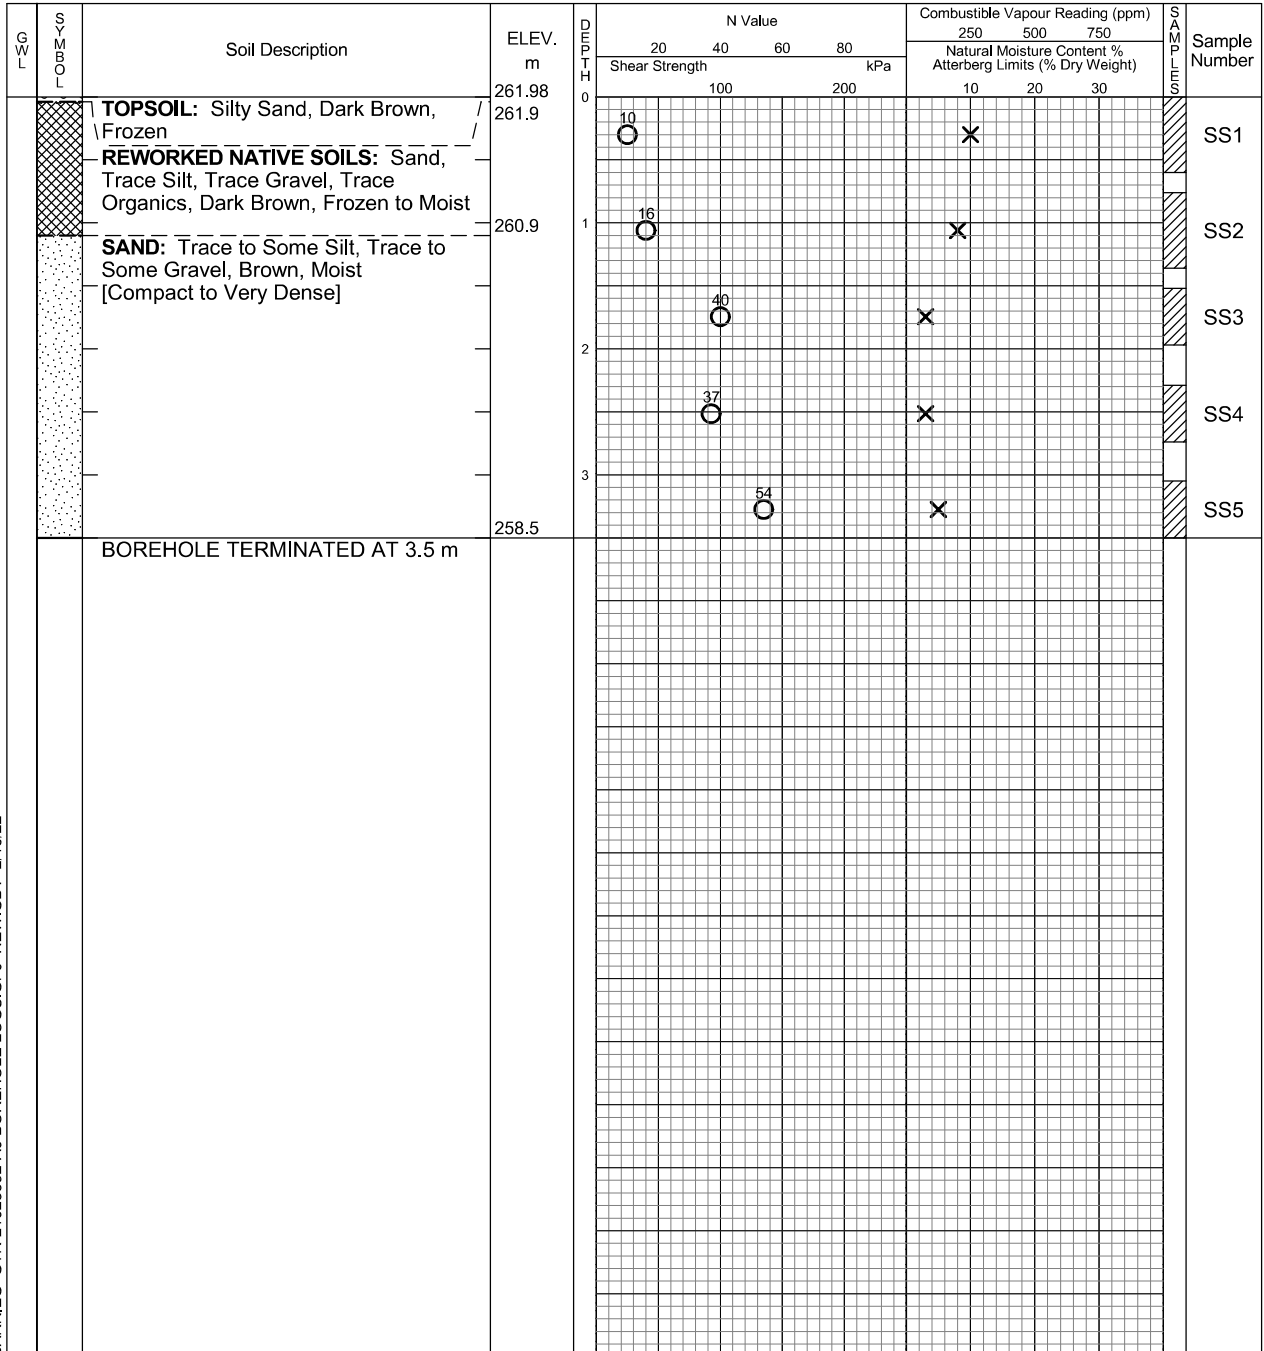 GWL
SYMBOL
Soil Description
ELEV.
m
261.98
DEPTH
N Value
20 40 60 80
Shear Strength kPa
100 200
Combustible Vapour Reading (ppm)
250 500 750
Natural Moisture Content %
Atterberg Limits (% Dry Weight)
10 20 30
SAMPLES
Sample
Number
0
TOPSOIL: Silty Sand, Dark Brown,
Frozen
261.9
10
SS1
REWORKED NATIVE SOILS: Sand,
Trace Silt, Trace Gravel, Trace
Organics, Dark Brown, Frozen to Moist
260.9
1
16
SS2
SAND: Trace to Some Silt, Trace to
Some Gravel, Brown, Moist
[Compact to Very Dense]
40
SS3
2
37
SS4
3
54
SS5
258.5
BOREHOLE TERMINATED AT 3.5 m